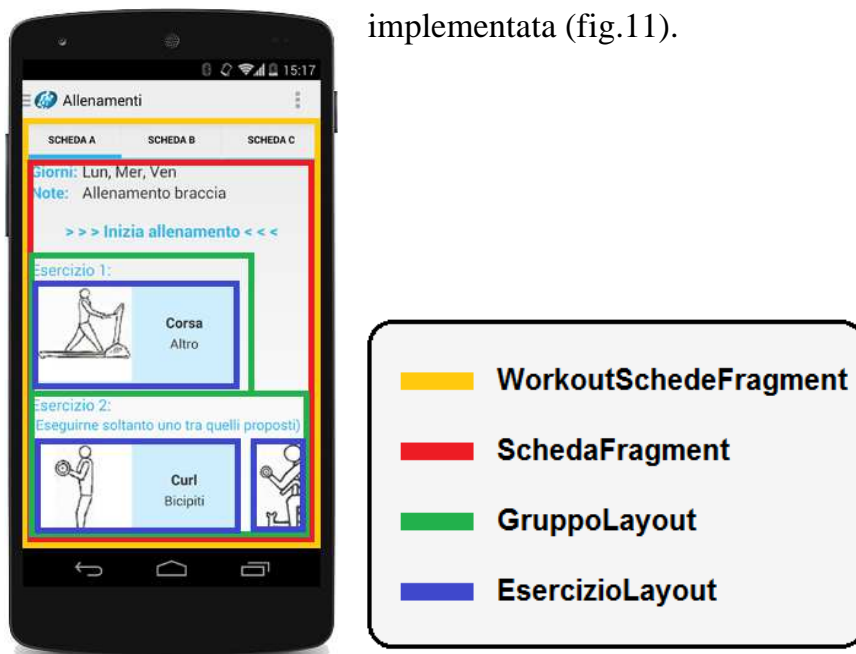 implementata (fig.11).
15:17
Allenamenti
SCHEDA A SCHEDA B SCHEDA C
Giorni: Lun, Mer, Ven
Note: Allenamento braccia
> > > Inizia allenamento < < <
Esercizio 1:
Corsa
Altro
Esercizio 2:
(Eseguirne soltanto uno tra quelli proposti)
Curl
Bicipiti
WorkoutSchedeFragment
SchedaFragment
GruppoLayout
EsercizioLayout